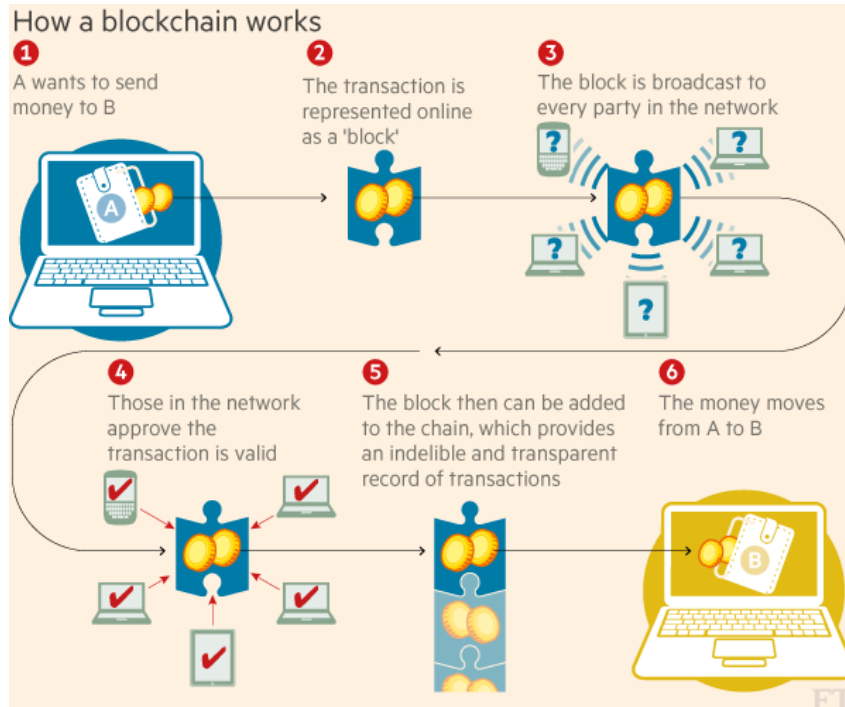 How a blockchain works
1
A wants to send
money to B
2
The transaction is
represented online
as a 'block'
3
The block is broadcast to
every party in the network
A
?
?
?
?
?
4
Those in the network
approve the
transaction is valid
5
The block then can be added
to the chain, which provides
an indelible and transparent
record of transactions
6
The money moves
from A to B
B
FT